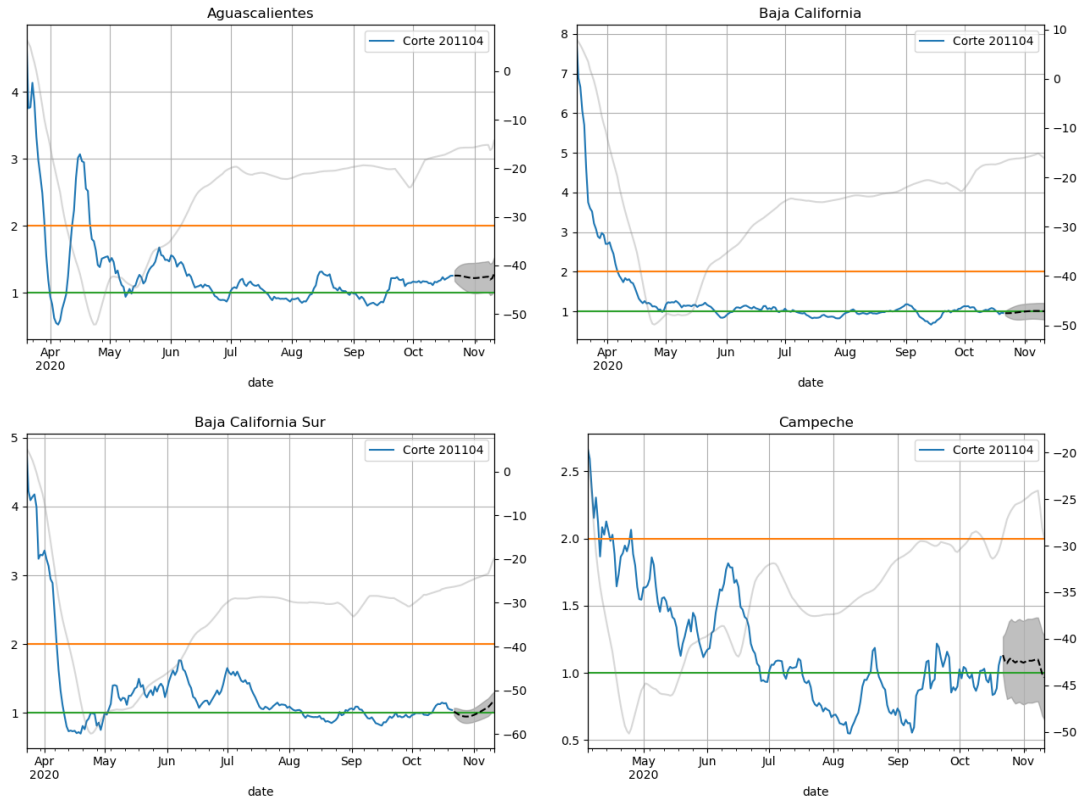 Aguascalientes
Corte 201104
4
3
2
1
0
−10
−20
−30
−40
−50
Apr
2020
May
Jun
Jul
Aug
Sep
Oct
Nov
date
Baja California
Corte 201104
8
7
6
5
4
3
2
1
10
0
−10
−20
−30
−40
−50
Apr
2020
May
Jun
Jul
Aug
Sep
Oct
Nov
date
Baja California Sur
Corte 201104
5
4
3
2
1
0
−10
−20
−30
−40
−50
−60
Apr
2020
May
Jun
Jul
Aug
Sep
Oct
Nov
date
Campeche
Corte 201104
2.5
2.0
1.5
1.0
0.5
−20
−25
−30
−35
−40
−45
−50
May
2020
Jun
Jul
Aug
Sep
Oct
Nov
date